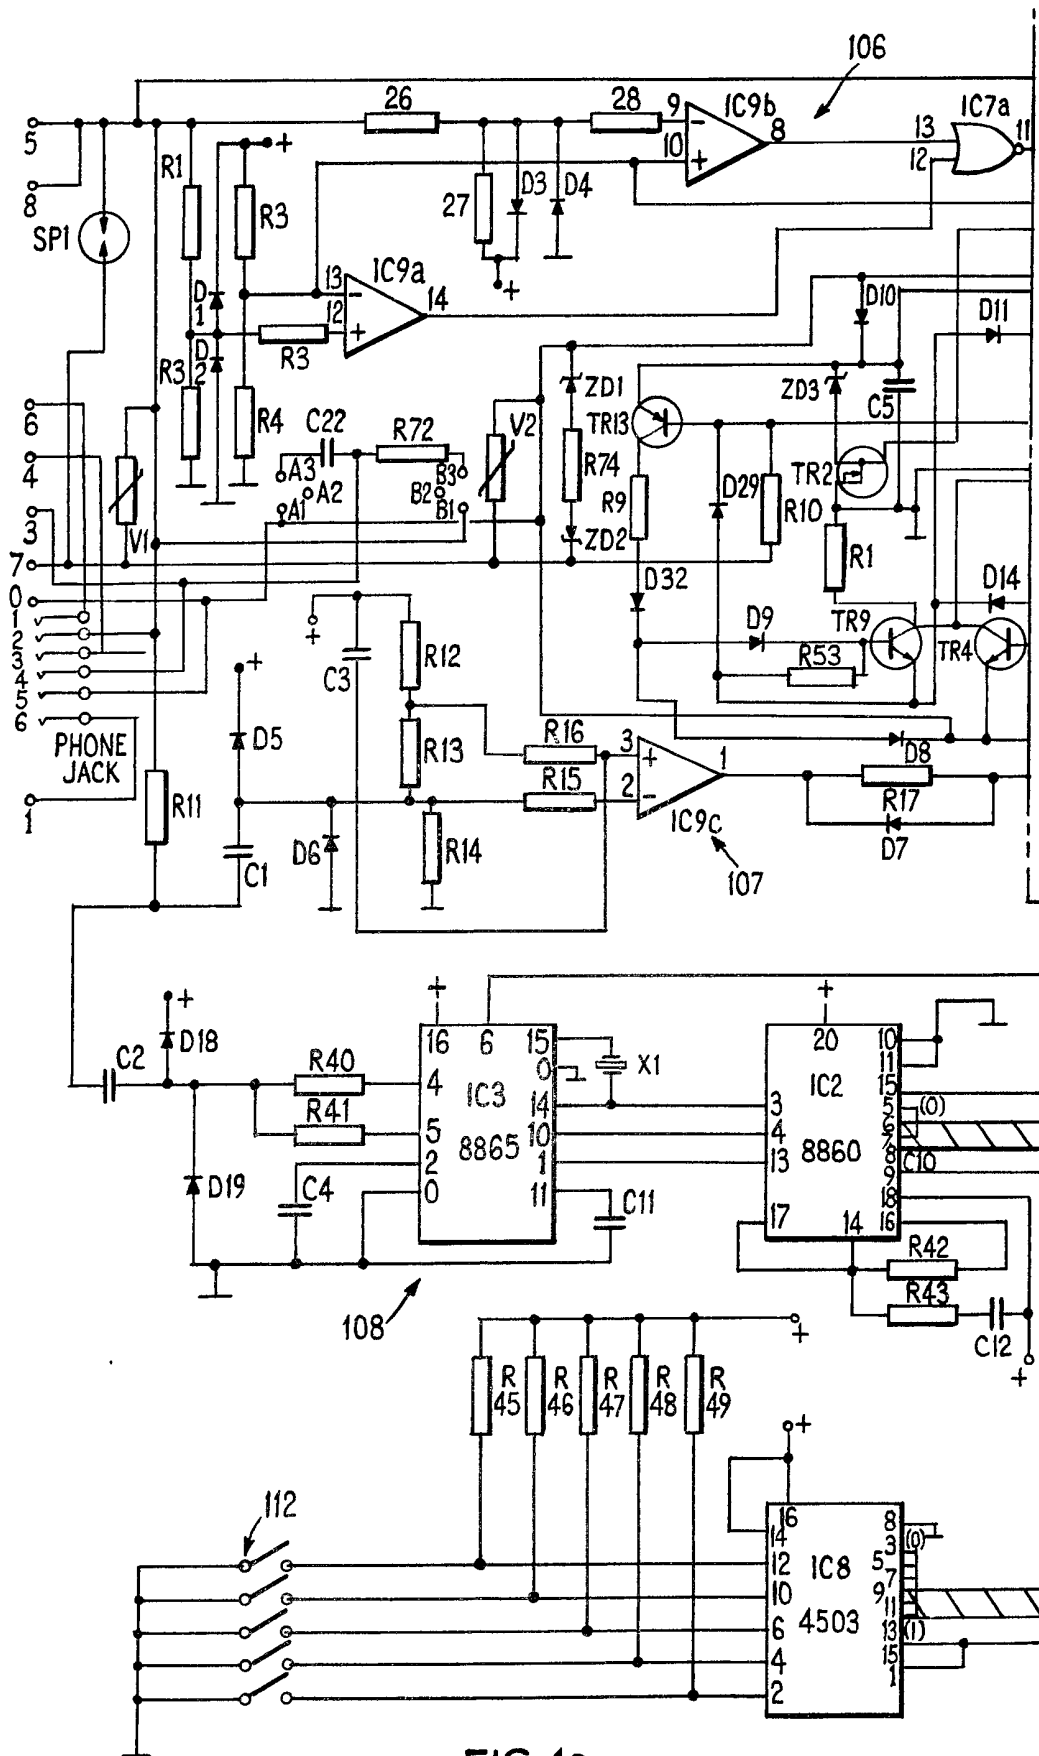 106
26
28
9
IC9b
8
10
IC7a
13
12
11
5
8
SP1
R1
R3
27
D3
D4
+
IC9a
13
12
14
D
1
D
2
R3
R3
R4
D10
D11
6
4
3
7
0
V1
C22
R72
A3
A2
A1
B3
B2
B1
V2
ZD1
R74
ZD2
TR13
R9
D29
R10
ZD3
C5
TR2
R1
D32
D9
R53
TR9
TR4
D14
1
2
3
4
5
6
PHONE
JACK
1
+
D5
R11
C1
D6
+
C3
R12
R13
R14
R16
R15
3
2
1
IC9c
107
D8
R17
D7
C2
+
D18
D19
R40
R41
C4
+
16
6
15
0
4
IC3
14
5
8865
10
2
1
0
11
X1
C11
+
20
10
11
IC2
15
3
5
(0)
4
6
7
8860
8
C10
13
9
18
17
14
16
R42
R43
C12
+
108
+
R
45
R
46
R
47
R
48
R
49
+
112
16
14
8
3
(0)
12
IC8
5
7
10
9
11
6
4503
13
(1)
4
15
1
2